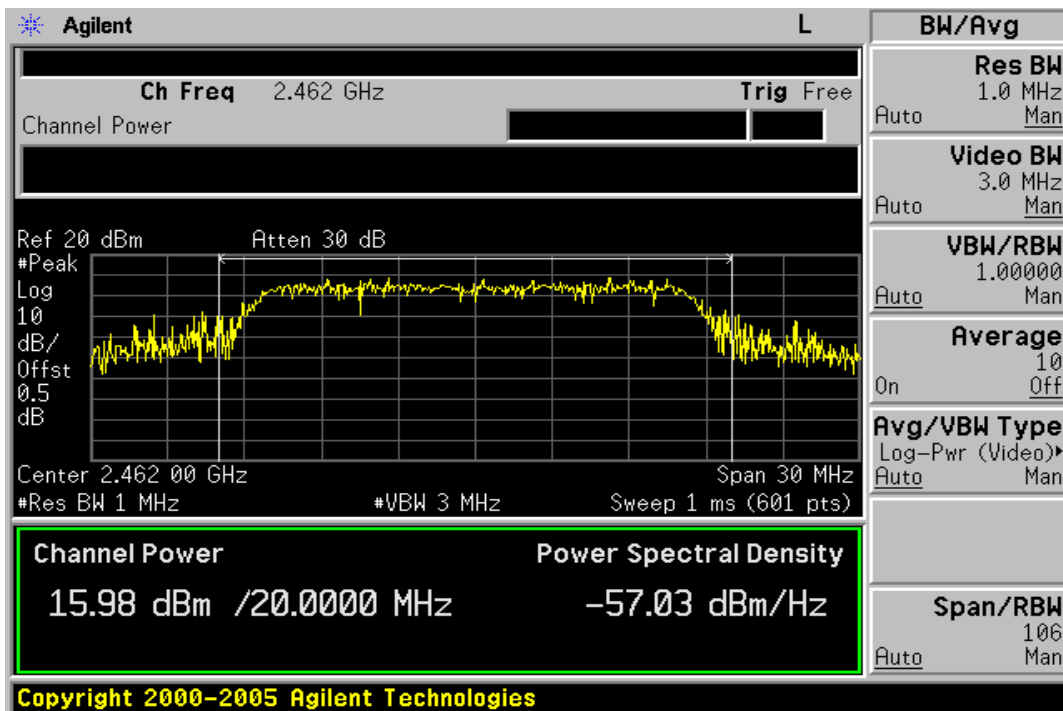 Agilent L
Ch Freq 2.462 GHz Trig Free
Channel Power
Ref 20 dBm Atten 30 dB
#Peak
Log
10
dB/
Offst
0.5
dB
Center 2.462 00 GHz Span 30 MHz
#Res BW 1 MHz #VBW 3 MHz Sweep 1 ms (601 pts)
Channel Power Power Spectral Density
15.98 dBm /20.0000 MHz -57.03 dBm/Hz
Copyright 2000-2005 Agilent Technologies
BW/Avg
Res BW
1.0 MHz
Auto Man
Video BW
3.0 MHz
Auto Man
VBW/RBW
1.00000
Auto Man
Average
10
On Off
Avg/VBW Type
Log-Pwr (Video)▸
Auto Man
Span/RBW
106
Auto Man